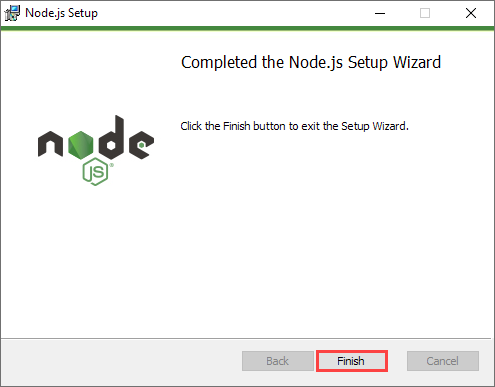 Node.js Setup
Completed the Node.js Setup Wizard
Click the Finish button to exit the Setup Wizard.
node
JS
®
Back
Finish
Cancel